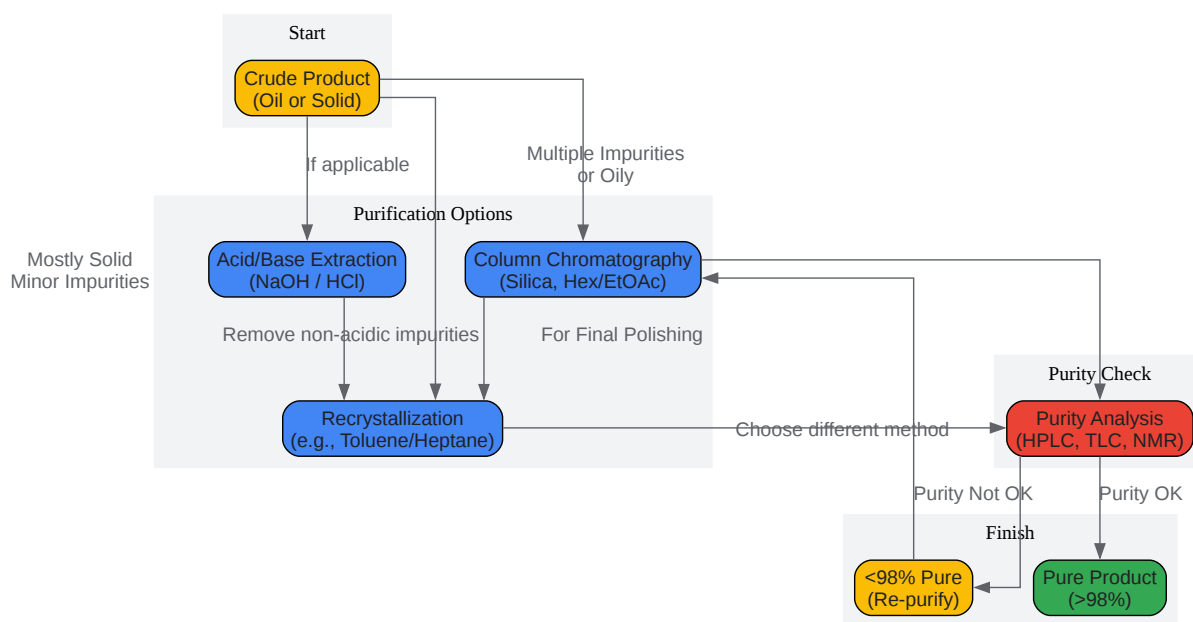 Start
Crude Product
(Oil or Solid)
If applicable
Multiple Impurities
or Oily
Purification Options
Mostly Solid
Minor Impurities
Acid/Base Extraction
(NaOH / HCl)
Column Chromatography
(Silica, Hex/EtOAc)
Remove non-acidic impurities
For Final Polishing
Purity Check
Recrystallization
(e.g., Toluene/Heptane)
Choose different method
Purity Analysis
(HPLC, TLC, NMR)
Purity Not OK
Purity OK
Finish
<98% Pure
(Re-purify)
Pure Product
(>98%)